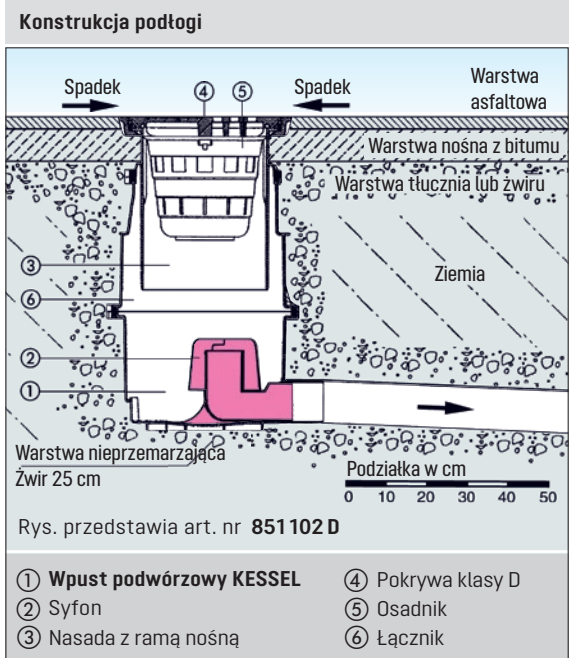 Konstrukcja podłogi
Spadek
④
⑤
Spadek
Warstwa
asfaltowa
Warstwa nośna z bitumu
Warstwa tłucznia lub żwiru
③
Ziemia
⑥
②
①
Warstwa nieprzemarzająca
Żwir 25 cm
Podziałka w cm
0 10 20 30 40 50
Rys. przedstawia art. nr 851102 D
① Wpust podwórzowy KESSEL
② Syfon
③ Nasada z ramą nośną
④ Pokrywa klasy D
⑤ Osadnik
⑥ Łącznik